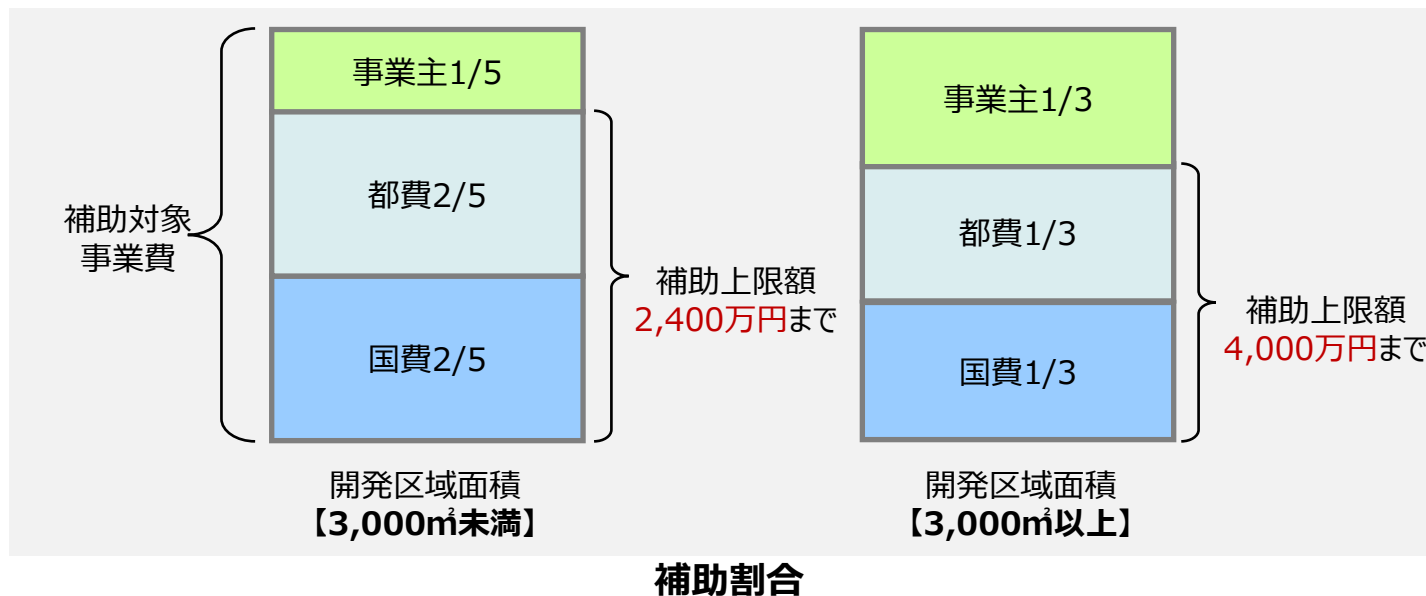 補助対象
事業費
事業主1/5
都費2/5
国費2/5
補助上限額
2,400万円まで
開発区域面積
【3,000㎡未満】
事業主1/3
都費1/3
国費1/3
補助上限額
4,000万円まで
開発区域面積
【3,000㎡以上】
補助割合